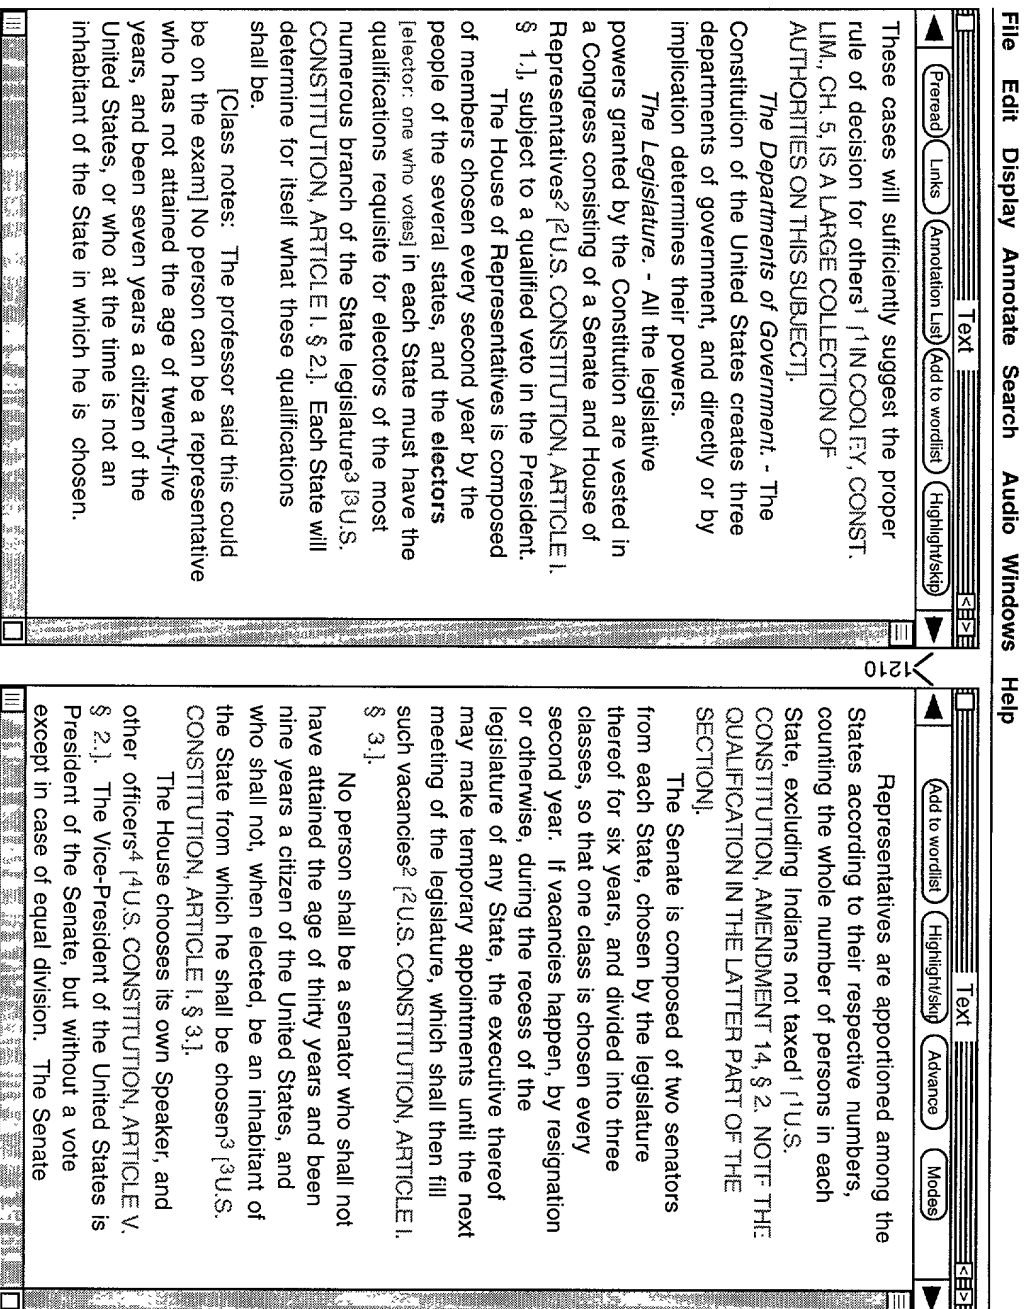 File Edit Display Annotate Search Audio Windows Help
Text
Preread Links Annotation List Add to wordlist Highlight/skip
These cases will sufficiently suggest the proper
rule of decision for others1 [1IN COOLEY, CONST.
LIM., CH. 5, IS A LARGE COLLECTION OF
AUTHORITIES ON THIS SUBJECT].
The Departments of Government. - The
Constitution of the United States creates three
departments of government, and directly or by
implication determines their powers.
The Legislature. - All the legislative
powers granted by the Constitution are vested in
a Congress consisting of a Senate and House of
Representatives2 [2U.S. CONSTITUTION, ARTICLE I.
§ 1.], subject to a qualified veto in the President.
The House of Representatives is composed
of members chosen every second year by the
people of the several states, and the electors
[elector: one who votes] in each State must have the
qualifications requisite for electors of the most
numerous branch of the State legislature3 [3U.S.
CONSTITUTION, ARTICLE I. § 2.]. Each State will
determine for itself what these qualifications
shall be.
[Class notes: The professor said this could
be on the exam] No person can be a representative
who has not attained the age of twenty-five
years, and been seven years a citizen of the
United States, or who at the time is not an
inhabitant of the State in which he is chosen.
1210
Text
Add to wordlist Highlight/skip Advance Modes
Representatives are apportioned among the
States according to their respective numbers,
counting the whole number of persons in each
State, excluding Indians not taxed1 [1U.S.
CONSTITUTION, AMENDMENT 14, § 2. NOTE THE
QUALIFICATION IN THE LATTER PART OF THE
SECTION].
The Senate is composed of two senators
from each State, chosen by the legislature
thereof for six years, and divided into three
classes, so that one class is chosen every
second year. If vacancies happen, by resignation
or otherwise, during the recess of the
legislature of any State, the executive thereof
may make temporary appointments until the next
meeting of the legislature, which shall then fill
such vacancies2 [2U.S. CONSTITUTION, ARTICLE I.
§ 3.].
No person shall be a senator who shall not
have attained the age of thirty years and been
nine years a citizen of the United States, and
who shall not, when elected, be an inhabitant of
the State from which he shall be chosen3 [3U.S.
CONSTITUTION, ARTICLE I. § 3.].
The House chooses its own Speaker, and
other officers4 [4U.S. CONSTITUTION, ARTICLE V.
§ 2.]. The Vice-President of the United States is
President of the Senate, but without a vote
except in case of equal division. The Senate